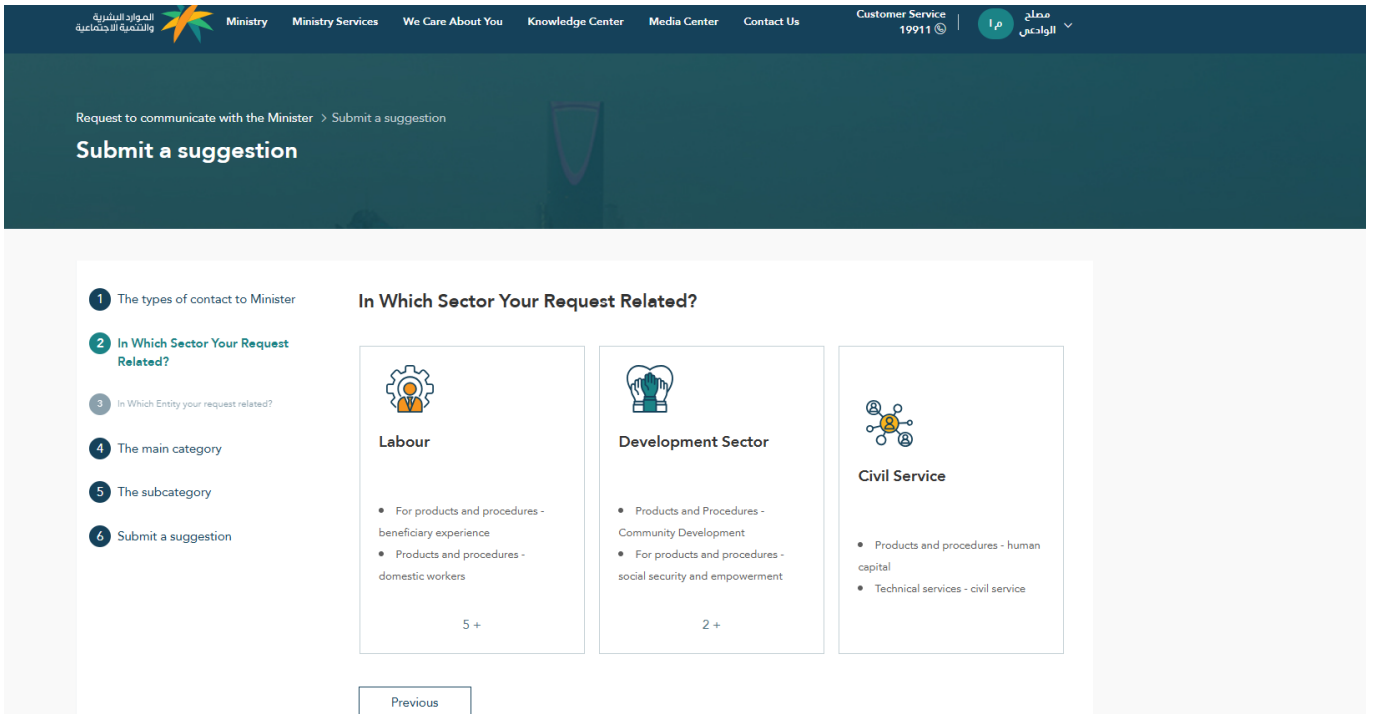 الموارد البشرية
والتنمية الاجتماعية
Ministry
Ministry Services
We Care About You
Knowledge Center
Media Center
Contact Us
Customer Service
19911
م ا
مصلح
الوادعي
Request to communicate with the Minister > Submit a suggestion
Submit a suggestion
1 The types of contact to Minister
2 In Which Sector Your Request
Related?
3 In Which Entity your request related?
4 The main category
5 The subcategory
6 Submit a suggestion
In Which Sector Your Request Related?
Labour
• For products and procedures -
beneficiary experience
• Products and procedures -
domestic workers
5 +
Development Sector
• Products and Procedures -
Community Development
• For products and procedures -
social security and empowerment
2 +
Civil Service
• Products and procedures - human
capital
• Technical services - civil service
Previous